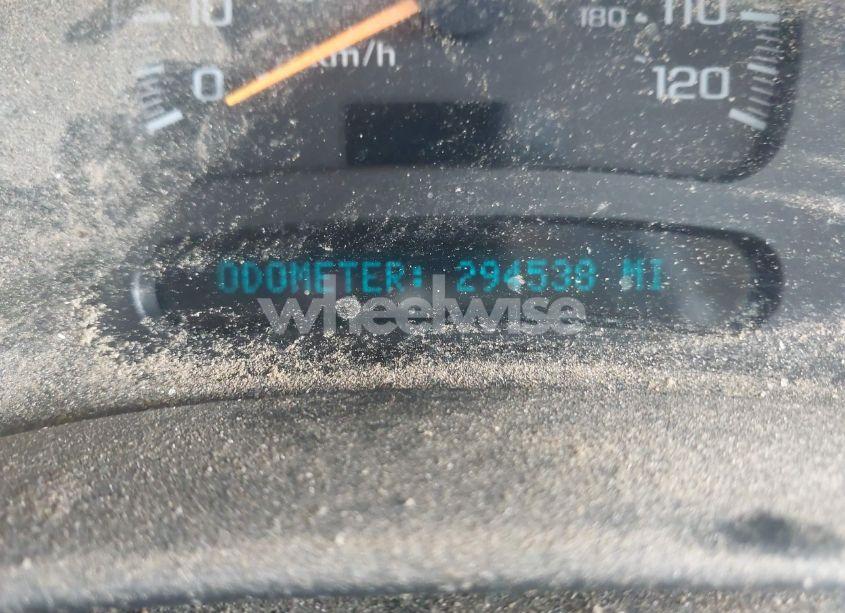 10 180 110
km/h
0 120
ODOMETER: 294538 MI
wheelwise